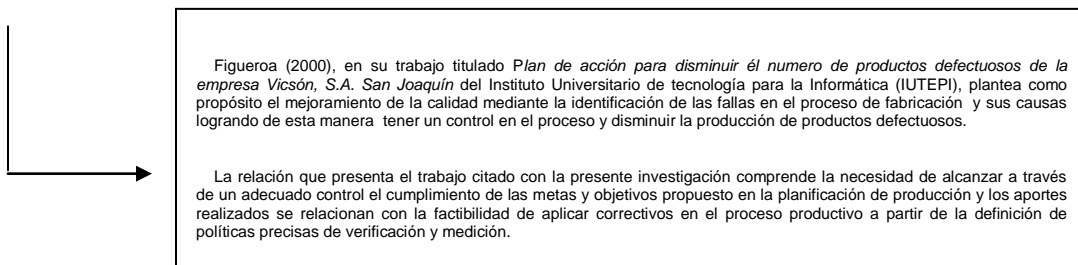 Figueroa (2000), en su trabajo titulado Plan de acción para disminuir él numero de productos defectuosos de la
empresa Vicsón, S.A. San Joaquín del Instituto Universitario de tecnología para la Informática (IUTEPI), plantea como
propósito el mejoramiento de la calidad mediante la identificación de las fallas en el proceso de fabricación y sus causas
logrando de esta manera tener un control en el proceso y disminuir la producción de productos defectuosos.
La relación que presenta el trabajo citado con la presente investigación comprende la necesidad de alcanzar a través
de un adecuado control el cumplimiento de las metas y objetivos propuesto en la planificación de producción y los aportes
realizados se relacionan con la factibilidad de aplicar correctivos en el proceso productivo a partir de la definición de
políticas precisas de verificación y medición.